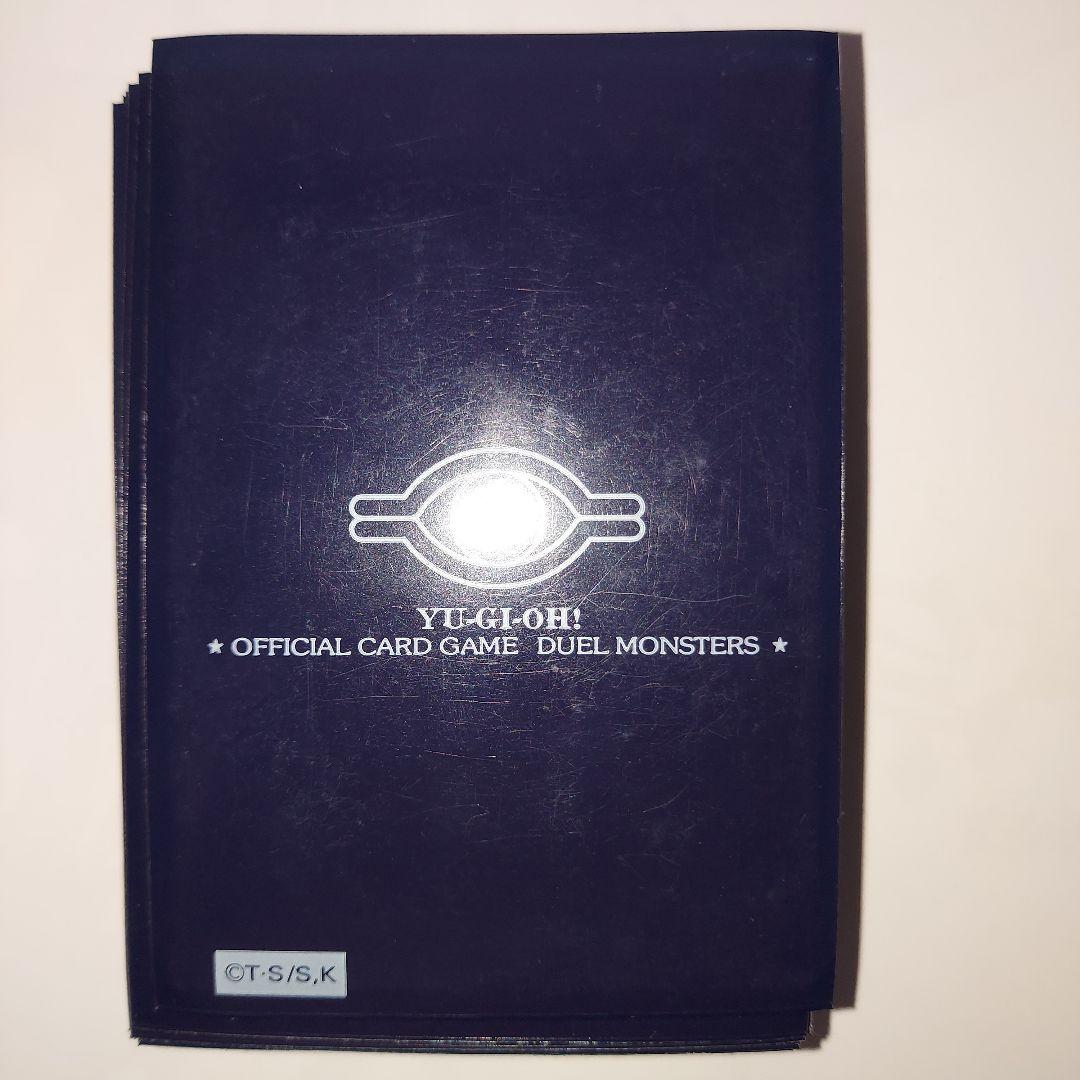 YU-GI-OH!
★ OFFICIAL CARD GAME DUEL MONSTERS ★
©T·S/S,K